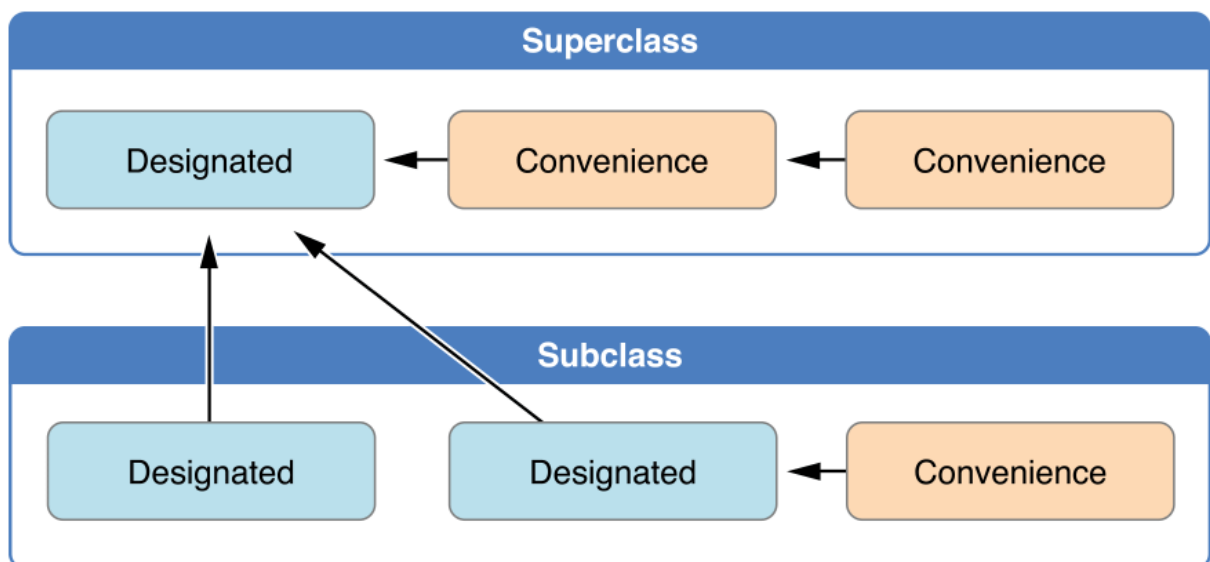 Superclass
Designated
Convenience
Convenience
Subclass
Designated
Designated
Convenience